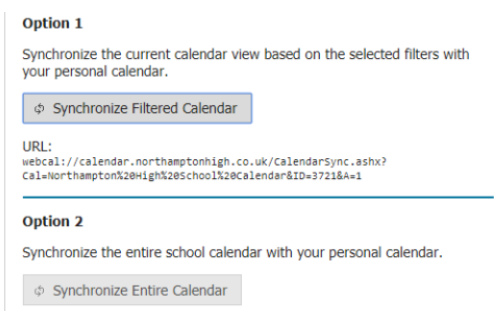 Option 1
Synchronize the current calendar view based on the selected filters with
your personal calendar.
Synchronize Filtered Calendar
URL:
webcal://calendar.northamptonhigh.co.uk/CalendarSync.ashx?
Cal=Northampton%20High%20School%20Calendar&ID=3721&A=1
Option 2
Synchronize the entire school calendar with your personal calendar.
Synchronize Entire Calendar